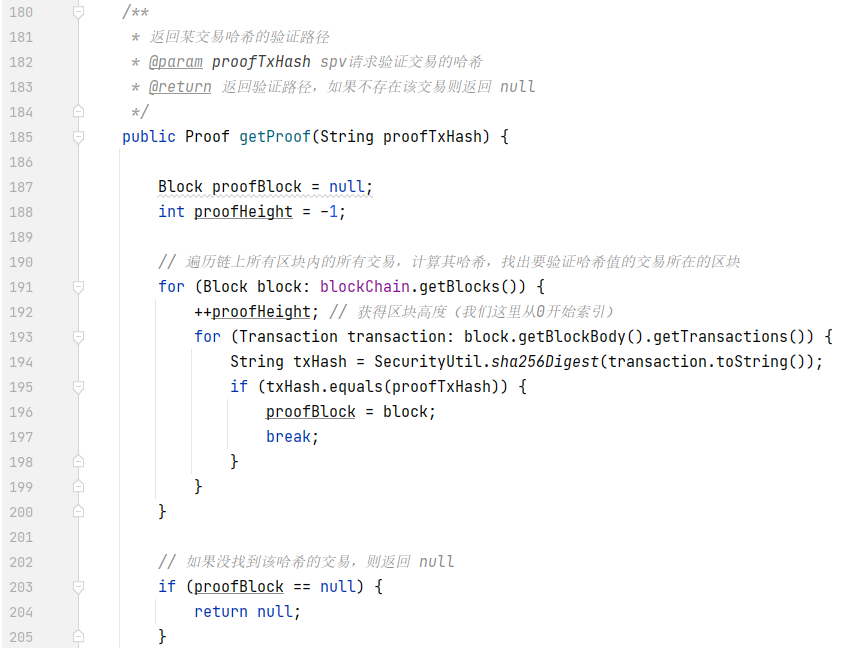 180 /**
181 * 返回某交易哈希的验证路径
182 * @param proofTxHash spv请求验证交易的哈希
183 * @return 返回验证路径，如果不存在该交易则返回 null
184 */
185 public Proof getProof(String proofTxHash) {
186
187 Block proofBlock = null;
188 int proofHeight = -1;
189
190 // 遍历链上所有区块内的所有交易，计算其哈希，找出要验证哈希值的交易所在的区块
191 for (Block block: blockChain.getBlocks()) {
192 ++proofHeight; // 获得区块高度（我们这里从0开始索引）
193 for (Transaction transaction: block.getBlockBody().getTransactions()) {
194 String txHash = SecurityUtil.sha256Digest(transaction.toString());
195 if (txHash.equals(proofTxHash)) {
196 proofBlock = block;
197 break;
198 }
199 }
200 }
201
202 // 如果没找到该哈希的交易，则返回 null
203 if (proofBlock == null) {
204 return null;
205 }